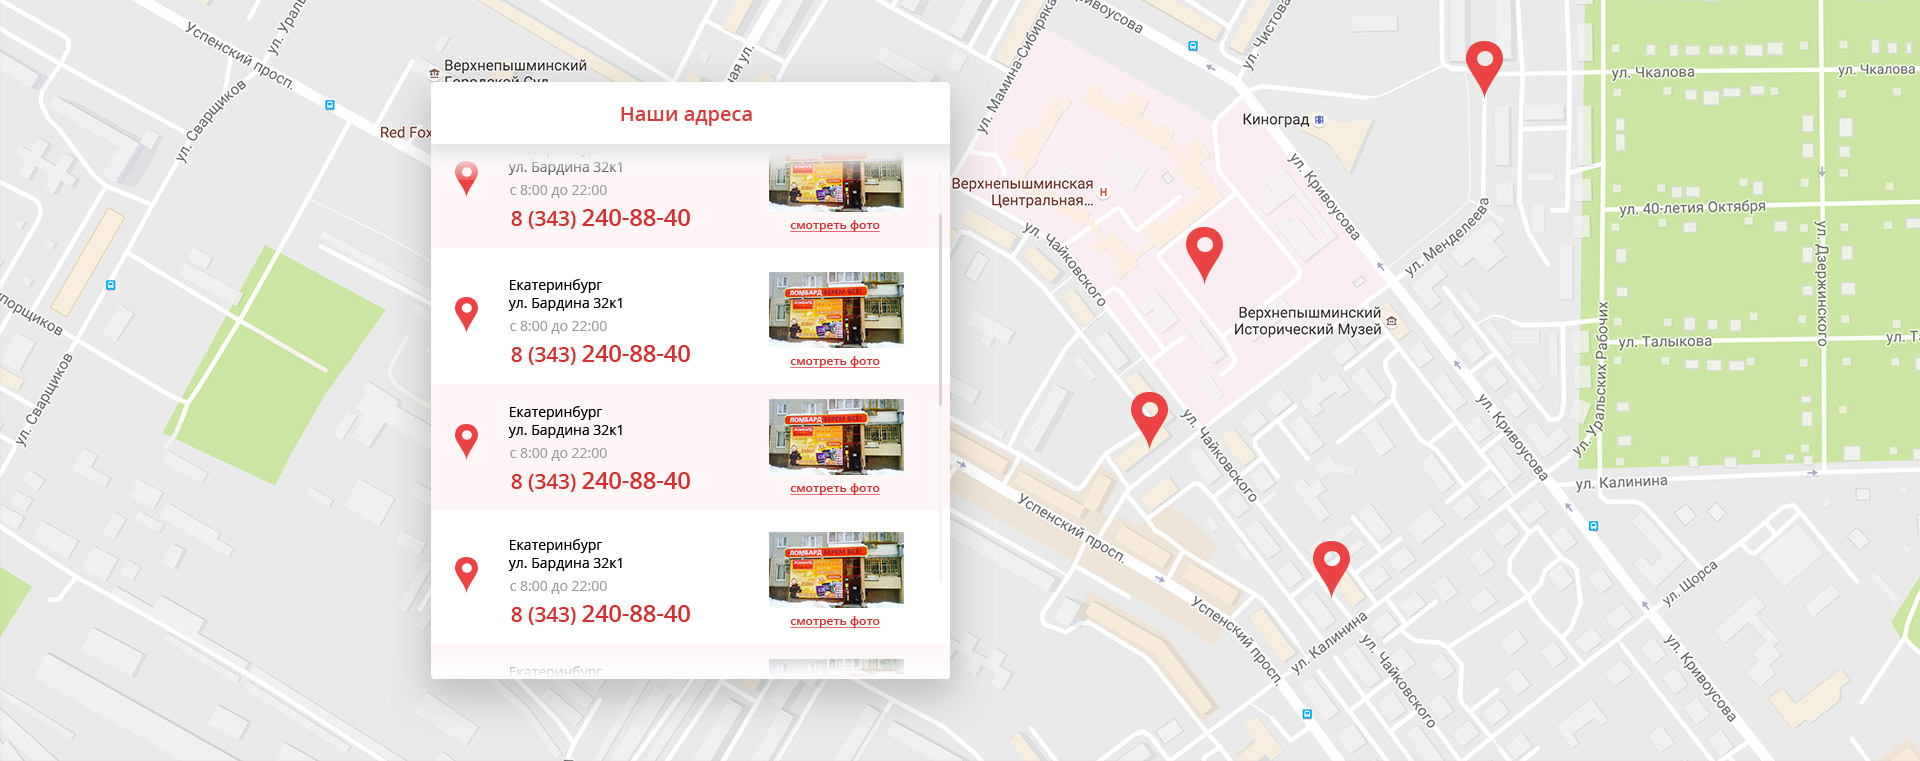 Наши адреса
ул. Бардина 32к1
с 8:00 до 22:00
8 (343) 240-88-40
смотреть фото
Екатеринбург
ул. Бардина 32к1
с 8:00 до 22:00
8 (343) 240-88-40
ЛОМБАРД БЕРЕМ ВСЕ!
смотреть фото
Екатеринбург
ул. Бардина 32к1
с 8:00 до 22:00
8 (343) 240-88-40
ЛОМБАРД БЕРЕМ ВСЕ!
смотреть фото
Екатеринбург
ул. Бардина 32к1
с 8:00 до 22:00
8 (343) 240-88-40
ЛОМБАРД БЕРЕМ ВСЕ!
смотреть фото
Екатеринбург
Успенский просп.
ул. Урал
ул. Сварщиков
Верхнепышминский
Городской Суд
Red Fox
ул. Сварщиков
ул. Мамина-Сибиряка
ривоусова
ул. Чистова
Киноград
ул. Чкалова
ул. Чкалова
Верхнепышминская
Центральная...
H
ул. Кривоусова
ул. 40-летия Октября
ул. Менделеева
ул. Дзержинского
ул. Чайковского
Верхнепышминский
Исторический Музей
ул. Талыкова
ул. Т
ул. Уральских Рабочих
ул. Чайковского
ул. Кривоусова
ул. Калинина
Успенский просп.
Успенский просп.
ул. Калинина
ул. Щорса
ул. Чайковского
ул. Кривоусова